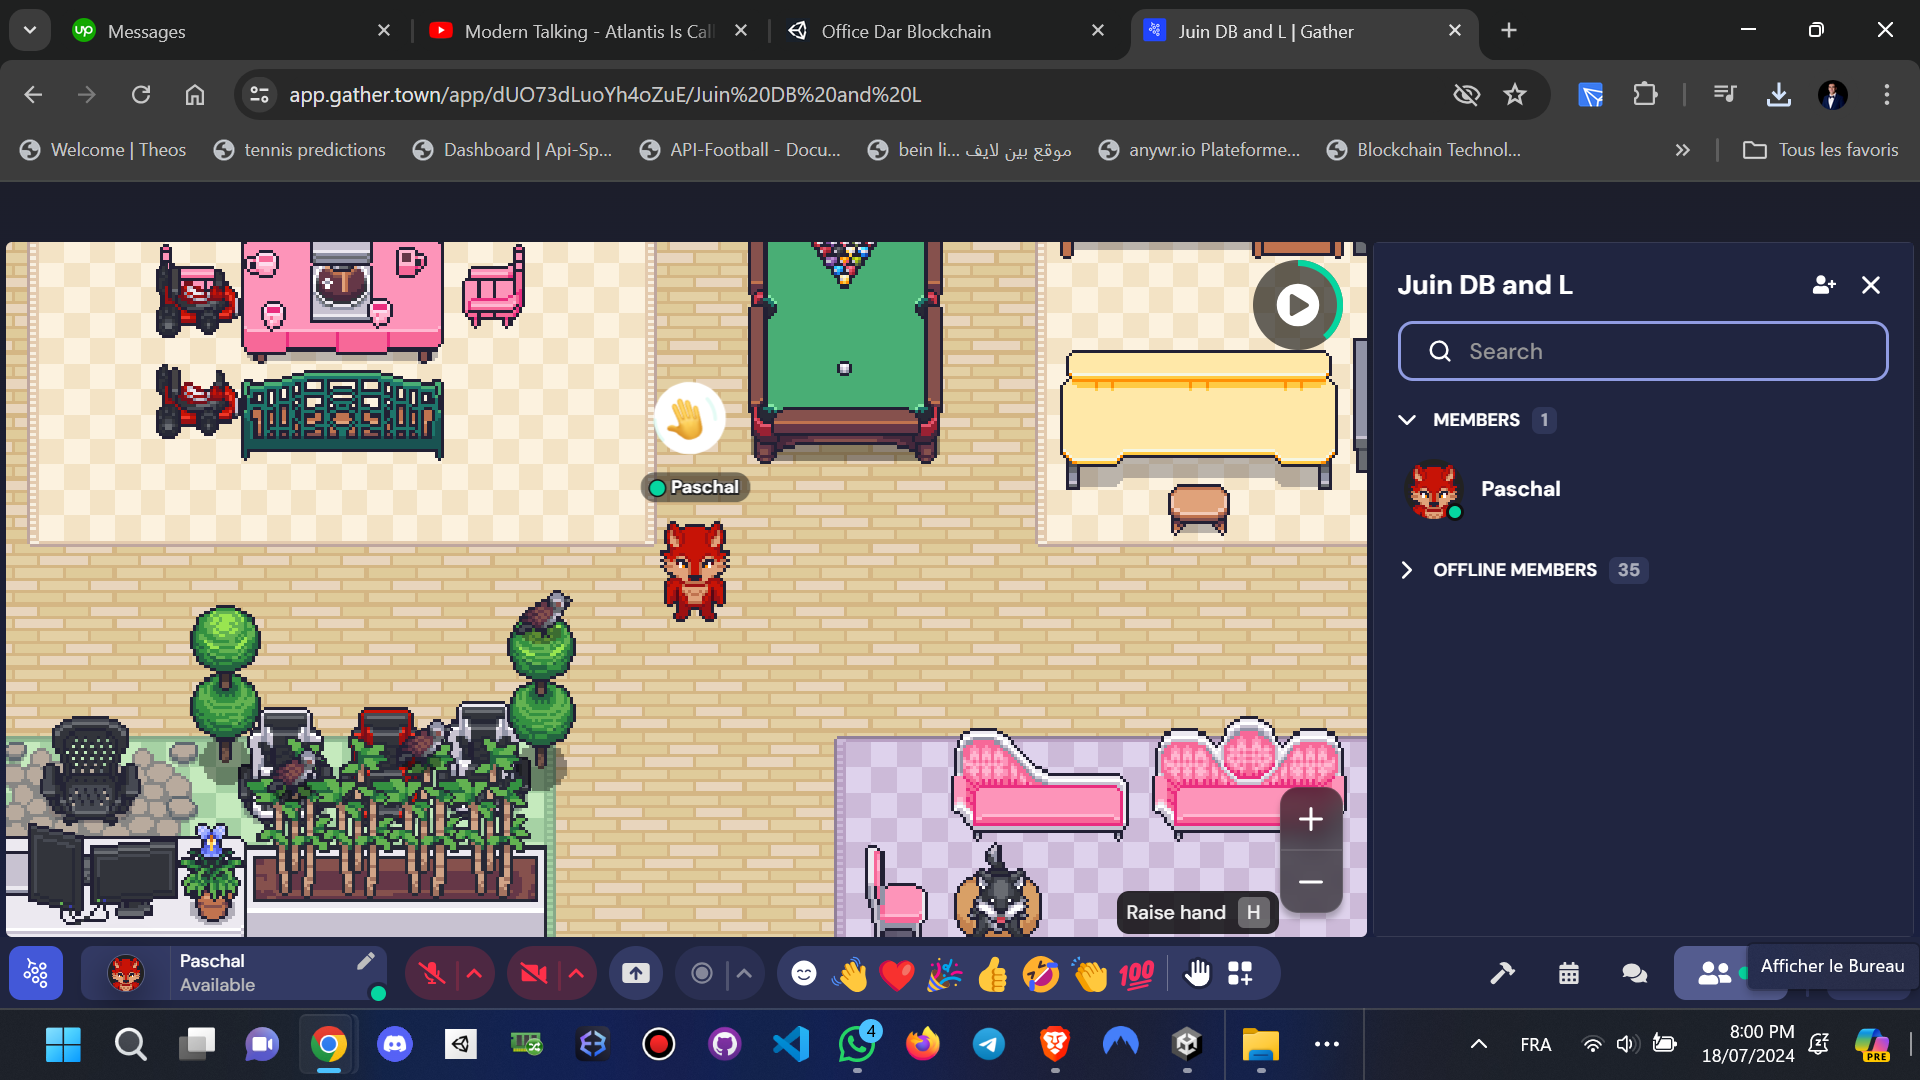 Messages
Modern Talking - Atlantis Is Cal
Office Dar Blockchain
Juin DB and L | Gather
app.gather.town/app/dUO73dLuoYh4oZuE/Juin%20DB%20and%20L
Welcome | Theos
tennis predictions
Dashboard | Api-Sp...
API-Football - Docu...
bein li... موقع بين لايف
anywr.io Plateforme...
Blockchain Technol...
Tous les favoris
Paschal
Juin DB and L
Search
MEMBERS 1
Paschal
OFFLINE MEMBERS 35
Raise hand H
Paschal
Available
100
Afficher le Bureau
4
FRA
8:00 PM
18/07/2024
PRE